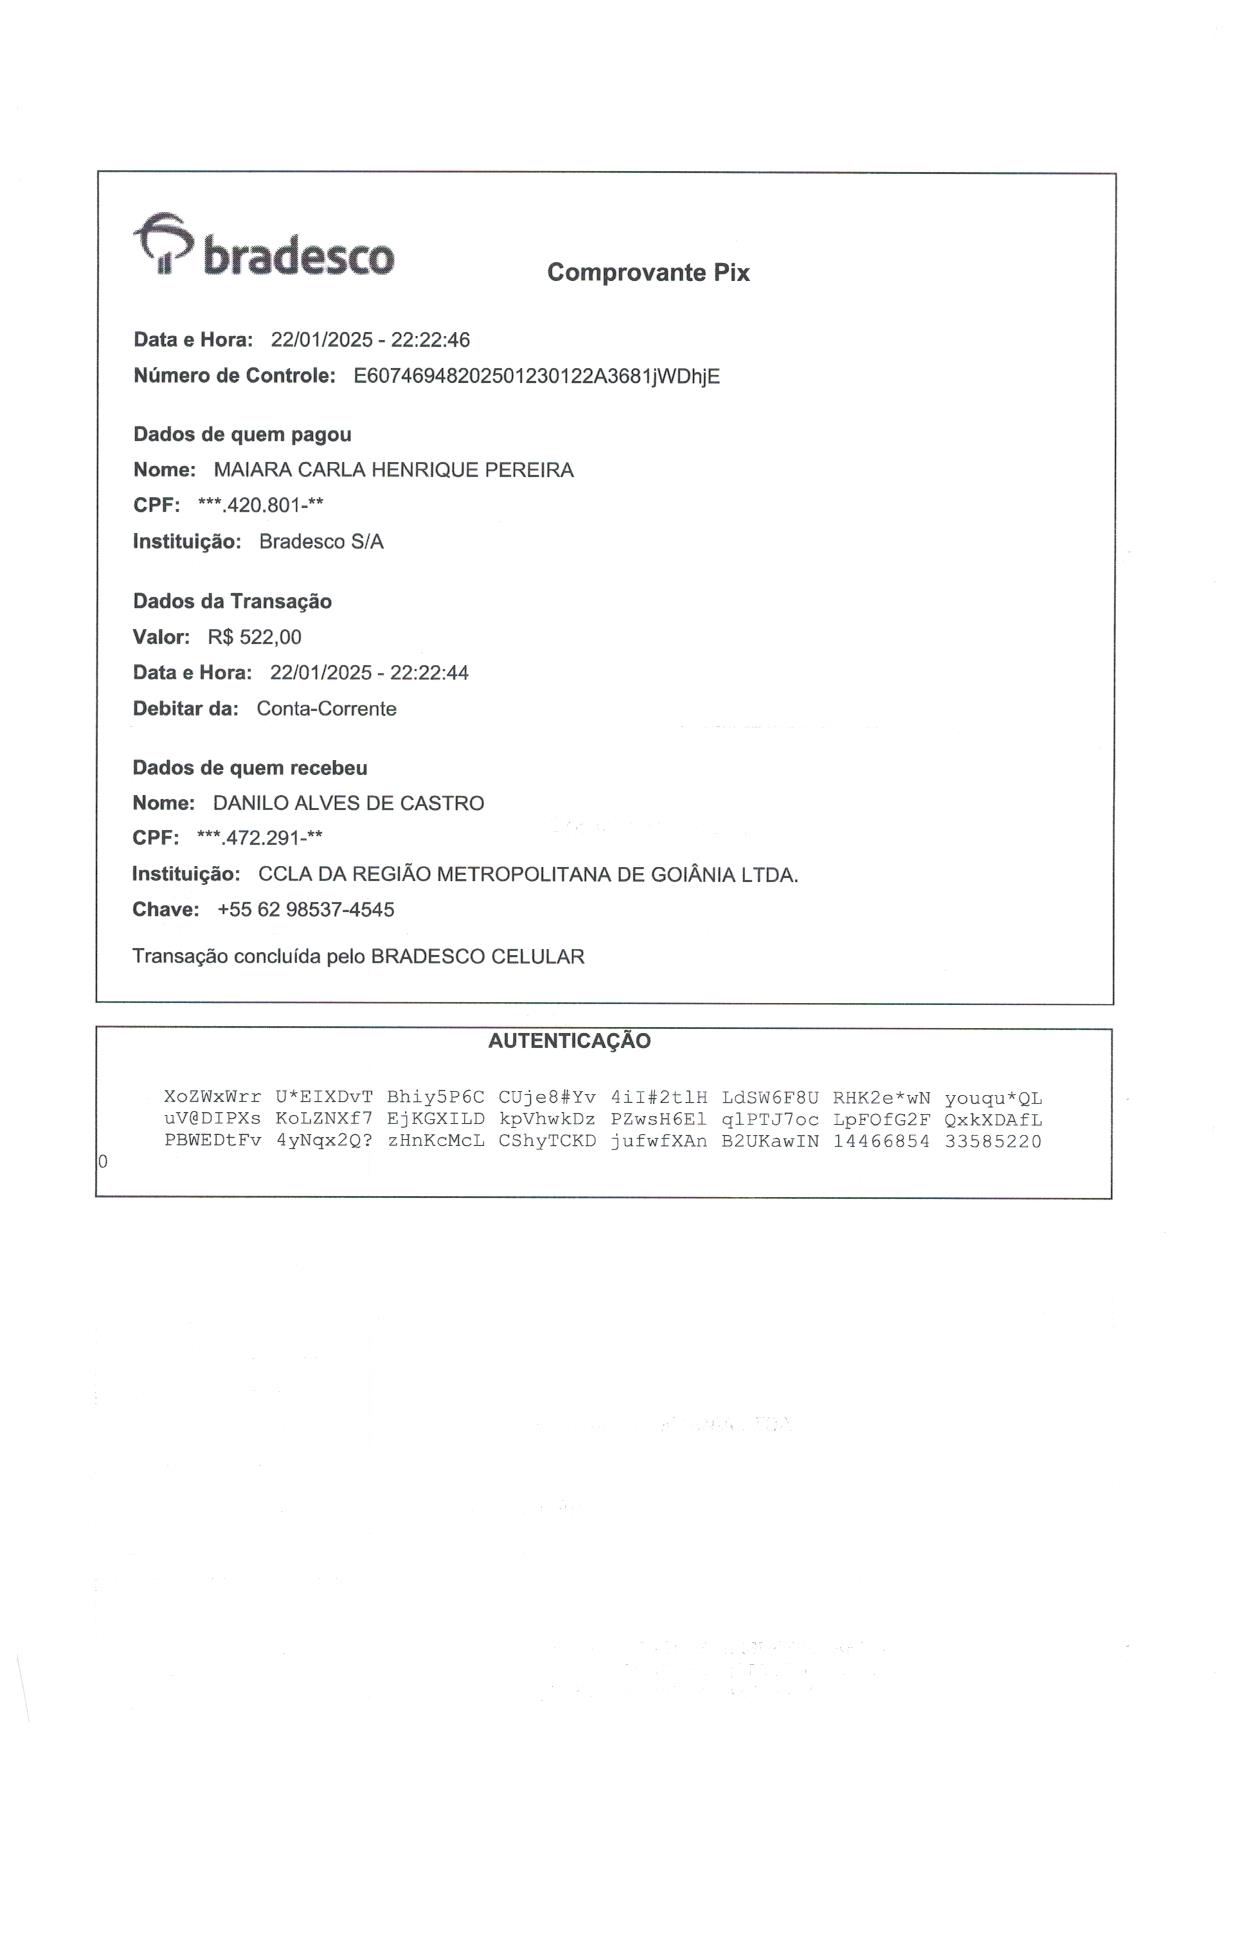 bradesco
Comprovante Pix
Data e Hora: 22/01/2025 - 22:22:46
Número de Controle: E60746948202501230122A3681jWDhjE
Dados de quem pagou
Nome: MAIARA CARLA HENRIQUE PEREIRA
CPF: ***.420.801-**
Instituição: Bradesco S/A
Dados da Transação
Valor: R$ 522,00
Data e Hora: 22/01/2025 - 22:22:44
Debitar da: Conta-Corrente
Dados de quem recebeu
Nome: DANILO ALVES DE CASTRO
CPF: ***.472.291-**
Instituição: CCLA DA REGIÃO METROPOLITANA DE GOIÂNIA LTDA.
Chave: +55 62 98537-4545
Transação concluída pelo BRADESCO CELULAR
AUTENTICAÇÃO
XoZWxWrr U*EIXDvT Bhiy5P6C CUje8#Yv 4iI#2tlH LdSW6F8U RHK2e*wN youqu*QL
uV@DIPXs KoLZNXf7 EjKGXILD kpVhwkDz PZwsH6El qlPTJ7oc LpFOfG2F QxkXDAfL
PBWEDtFv 4yNqx2Q? zHnKcMcL CShyTCKD jufwfXAn B2UKawIN 14466854 33585220
0